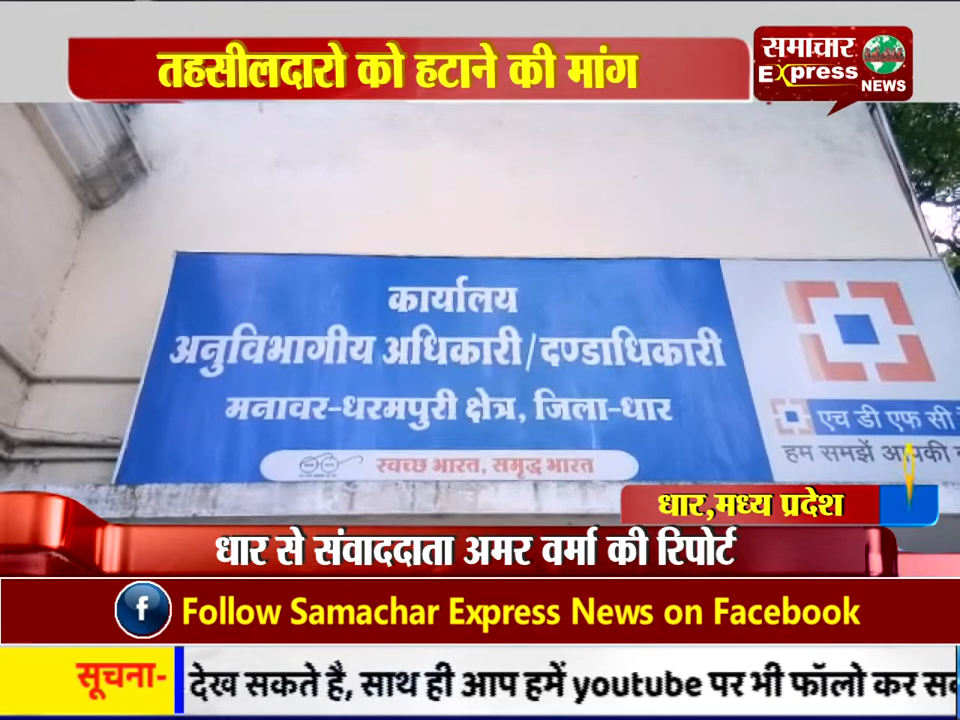 तहसीलदारो को हटाने की मांग
समाचार
Express
NEWS
कार्यालय
अनुविभागीय अधिकारी/दण्डाधिकारी
मनावर-धरमपुरी क्षेत्र, जिला-धार
स्वच्छ भारत, समृद्ध भारत
एच डी एफ सी
हम समझें आपकी
धार,मध्य प्रदेश
धार से संवाददाता अमर वर्मा की रिपोर्ट
f Follow Samachar Express News on Facebook
सूचना- देख सकते है, साथ ही आप हमें youtube पर भी फॉलो कर